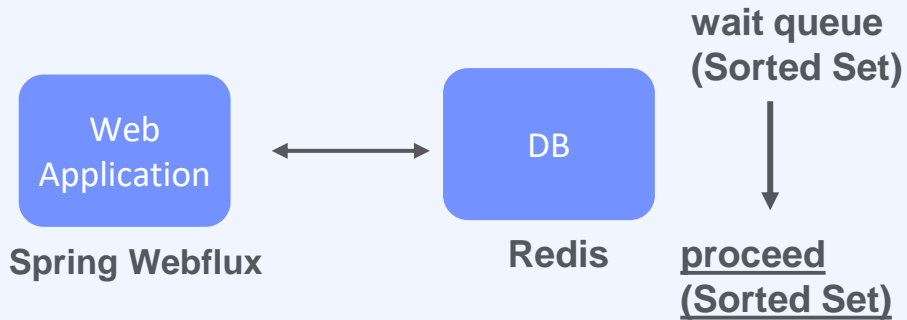 wait queue
(Sorted Set)
Web
Application
DB
Spring Webflux
Redis
proceed
(Sorted Set)